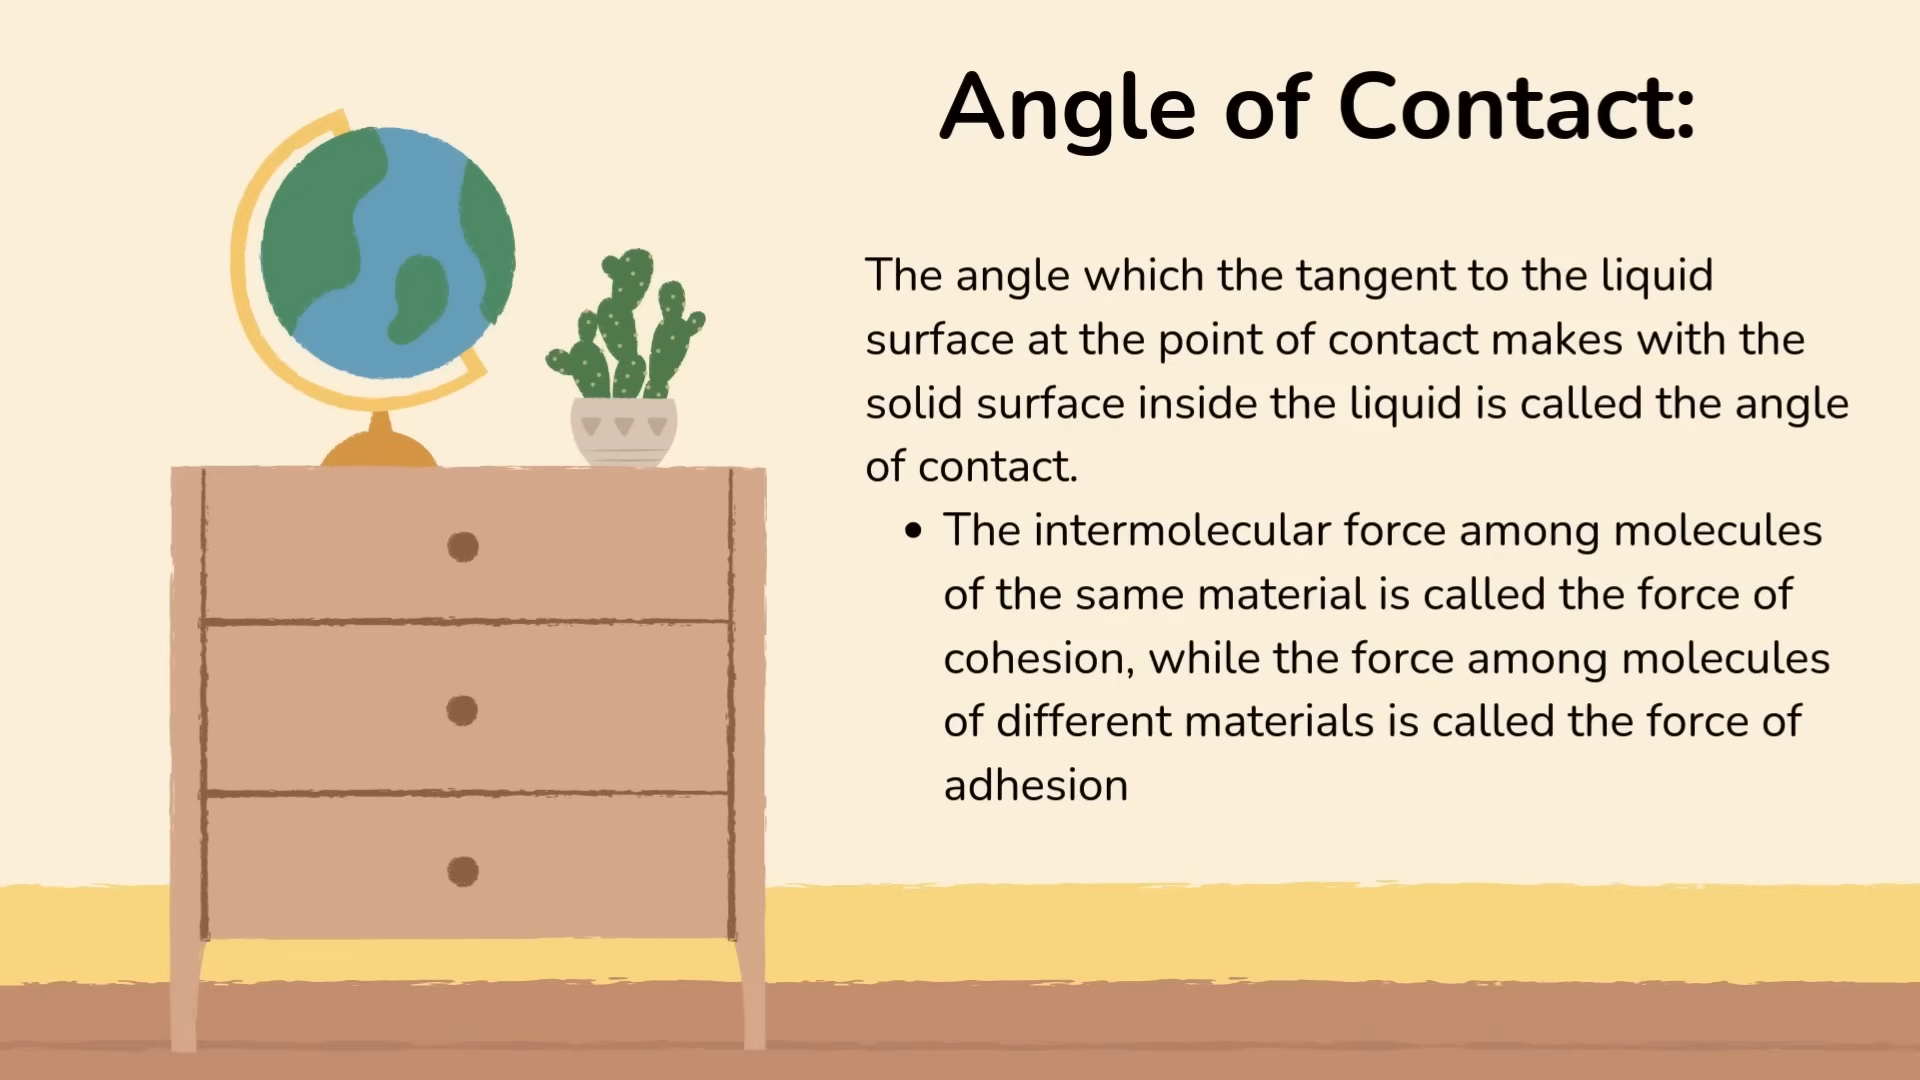 Angle of Contact:
The angle which the tangent to the liquid
surface at the point of contact makes with the
solid surface inside the liquid is called the angle
of contact.
• The intermolecular force among molecules
of the same material is called the force of
cohesion, while the force among molecules
of different materials is called the force of
adhesion